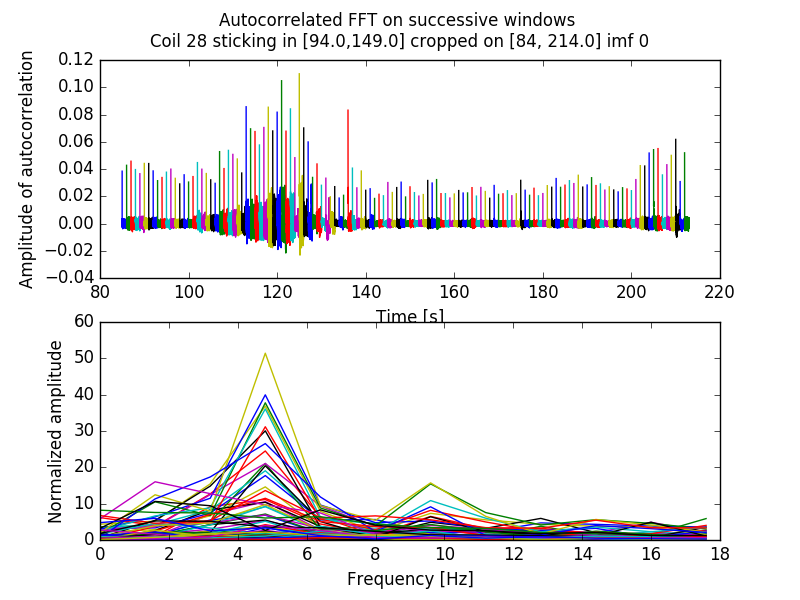 Autocorrelated FFT on successive windows
Coil 28 sticking in [94.0,149.0] cropped on [84, 214.0] imf 0
Amplitude of autocorrelation
0.12
0.10
0.08
0.06
0.04
0.02
0.00
−0.02
−0.04
80 100 120 140 160 180 200 220
Time [s]
Normalized amplitude
60
50
40
30
20
10
0
0 2 4 6 8 10 12 14 16 18
Frequency [Hz]